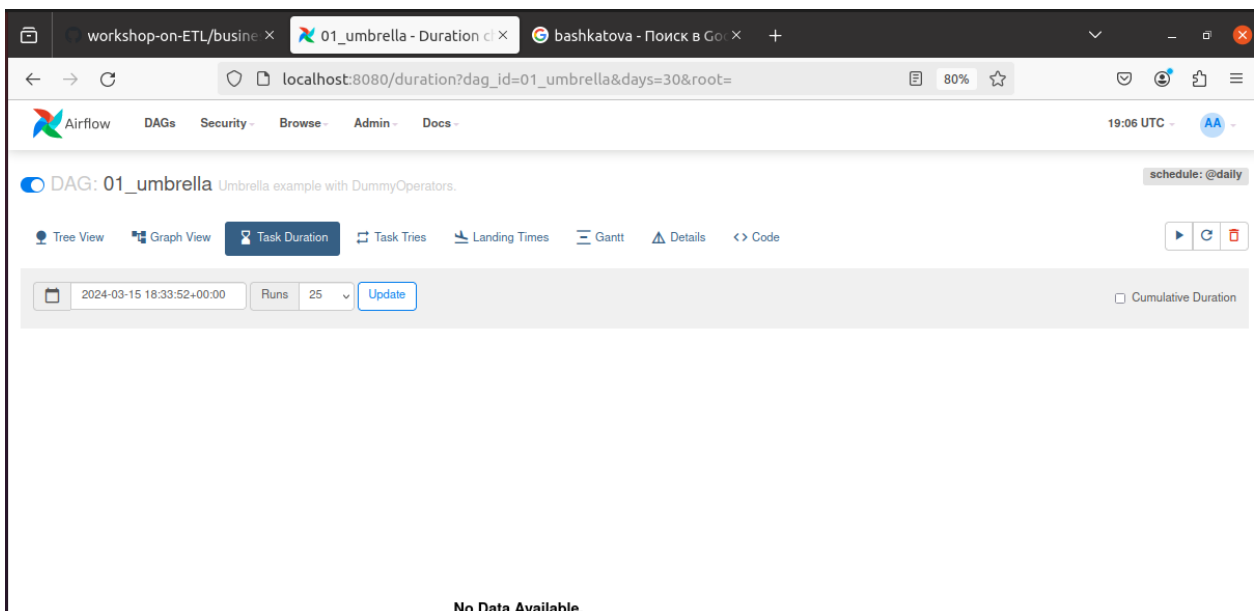 workshop-on-ETL/busine
01_umbrella - Duration c
bashkatova - Поиск в Goo
localhost:8080/duration?dag_id=01_umbrella&days=30&root=
80%
Airflow
DAGs
Security
Browse
Admin
Docs
19:06 UTC
AA
DAG: 01_umbrella Umbrella example with DummyOperators.
schedule: @daily
Tree View
Graph View
Task Duration
Task Tries
Landing Times
Gantt
Details
Code
2024-03-15 18:33:52+00:00
Runs
25
Update
Cumulative Duration
No Data Available